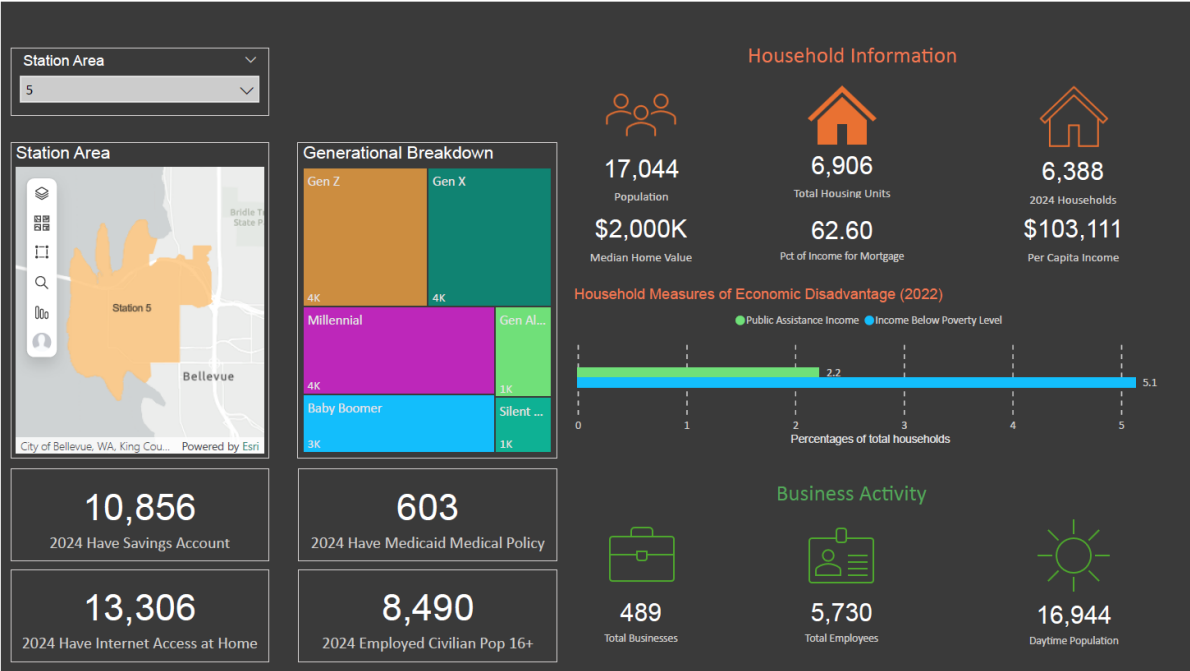 Station Area
5
Station Area
Bridle T
State P
Station 5
Bellevue
City of Bellevue, WA, King Cou... Powered by Esri
Generational Breakdown
Gen Z
4K
Gen X
4K
Millennial
4K
Gen Al...
1K
Baby Boomer
3K
Silent ...
1K
10,856
2024 Have Savings Account
603
2024 Have Medicaid Medical Policy
13,306
2024 Have Internet Access at Home
8,490
2024 Employed Civilian Pop 16+
Household Information
17,044
Population
6,906
Total Housing Units
6,388
2024 Households
$2,000K
Median Home Value
62.60
Pct of Income for Mortgage
$103,111
Per Capita Income
Household Measures of Economic Disadvantage (2022)
Public Assistance Income Income Below Poverty Level
2.2
5.1
0 1 2 3 4 5
Percentages of total households
Business Activity
489
Total Businesses
5,730
Total Employees
16,944
Daytime Population